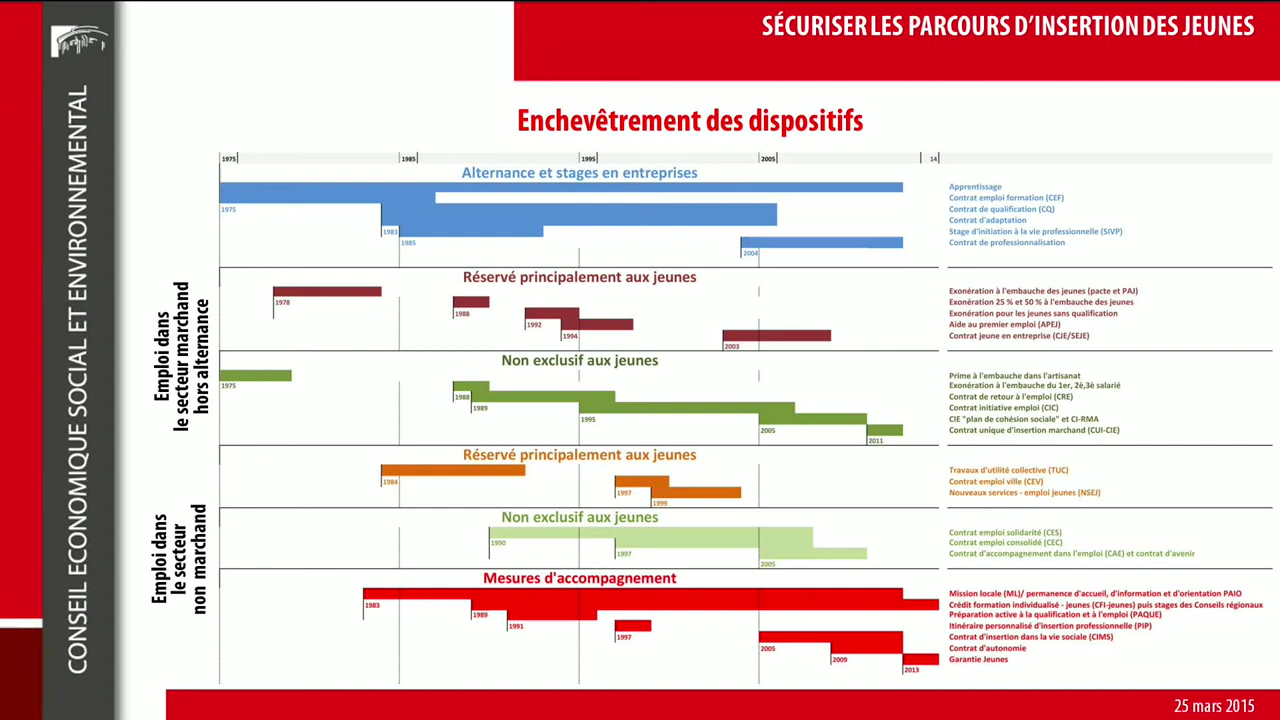 SÉCURISER LES PARCOURS D'INSERTION DES JEUNES
CONSEIL ECONOMIQUE SOCIAL ET ENVIRONNEMENTAL
Enchevêtrement des dispositifs
1975 1985 1995 2005 14
Alternance et stages en entreprises
1975
1983
1985
2004
Apprentissage
Contrat emploi formation (CEF)
Contrat de qualification (CQ)
Contrat d'adaptation
Stage d'initiation à la vie professionnelle (SIVP)
Contrat de professionnalisation
Emploi dans
le secteur marchand
hors alternance
Réservé principalement aux jeunes
1978
1988
1992
1994
2003
Exonération à l'embauche des jeunes (pacte et PAJ)
Exonération 25 % et 50 % à l'embauche des jeunes
Exonération pour les jeunes sans qualification
Aide au premier emploi (APEJ)
Contrat jeune en entreprise (CJE/SEJE)
Non exclusif aux jeunes
1975
1988
1989
1995
2005
2011
Prime à l'embauche dans l'artisanat
Exonération à l'embauche du 1er, 2è,3è salarié
Contrat de retour à l'emploi (CRE)
Contrat initiative emploi (CIC)
CIE "plan de cohésion sociale" et CI-RMA
Contrat unique d'insertion marchand (CUI-CIE)
Emploi dans
le secteur
non marchand
Réservé principalement aux jeunes
1984
1997
1999
Travaux d'utilité collective (TUC)
Contrat emploi ville (CEV)
Nouveaux services - emploi jeunes (NSEJ)
Non exclusif aux jeunes
1990
1997
2005
Contrat emploi solidarité (CES)
Contrat emploi consolidé (CEC)
Contrat d'accompagnement dans l'emploi (CAE) et contrat d'avenir
Mesures d'accompagnement
1983
1989
1991
1997
2005
2009
2013
Mission locale (ML)/ permanence d'accueil, d'information et d'orientation PAIO
Crédit formation individualisé - jeunes (CFI-jeunes) puis stages des Conseils régionaux
Préparation active à la qualification et à l'emploi (PAQUE)
Itinéraire personnalisé d'insertion professionnelle (PIP)
Contrat d'insertion dans la vie sociale (CIMS)
Contrat d'autonomie
Garantie Jeunes
25 mars 2015